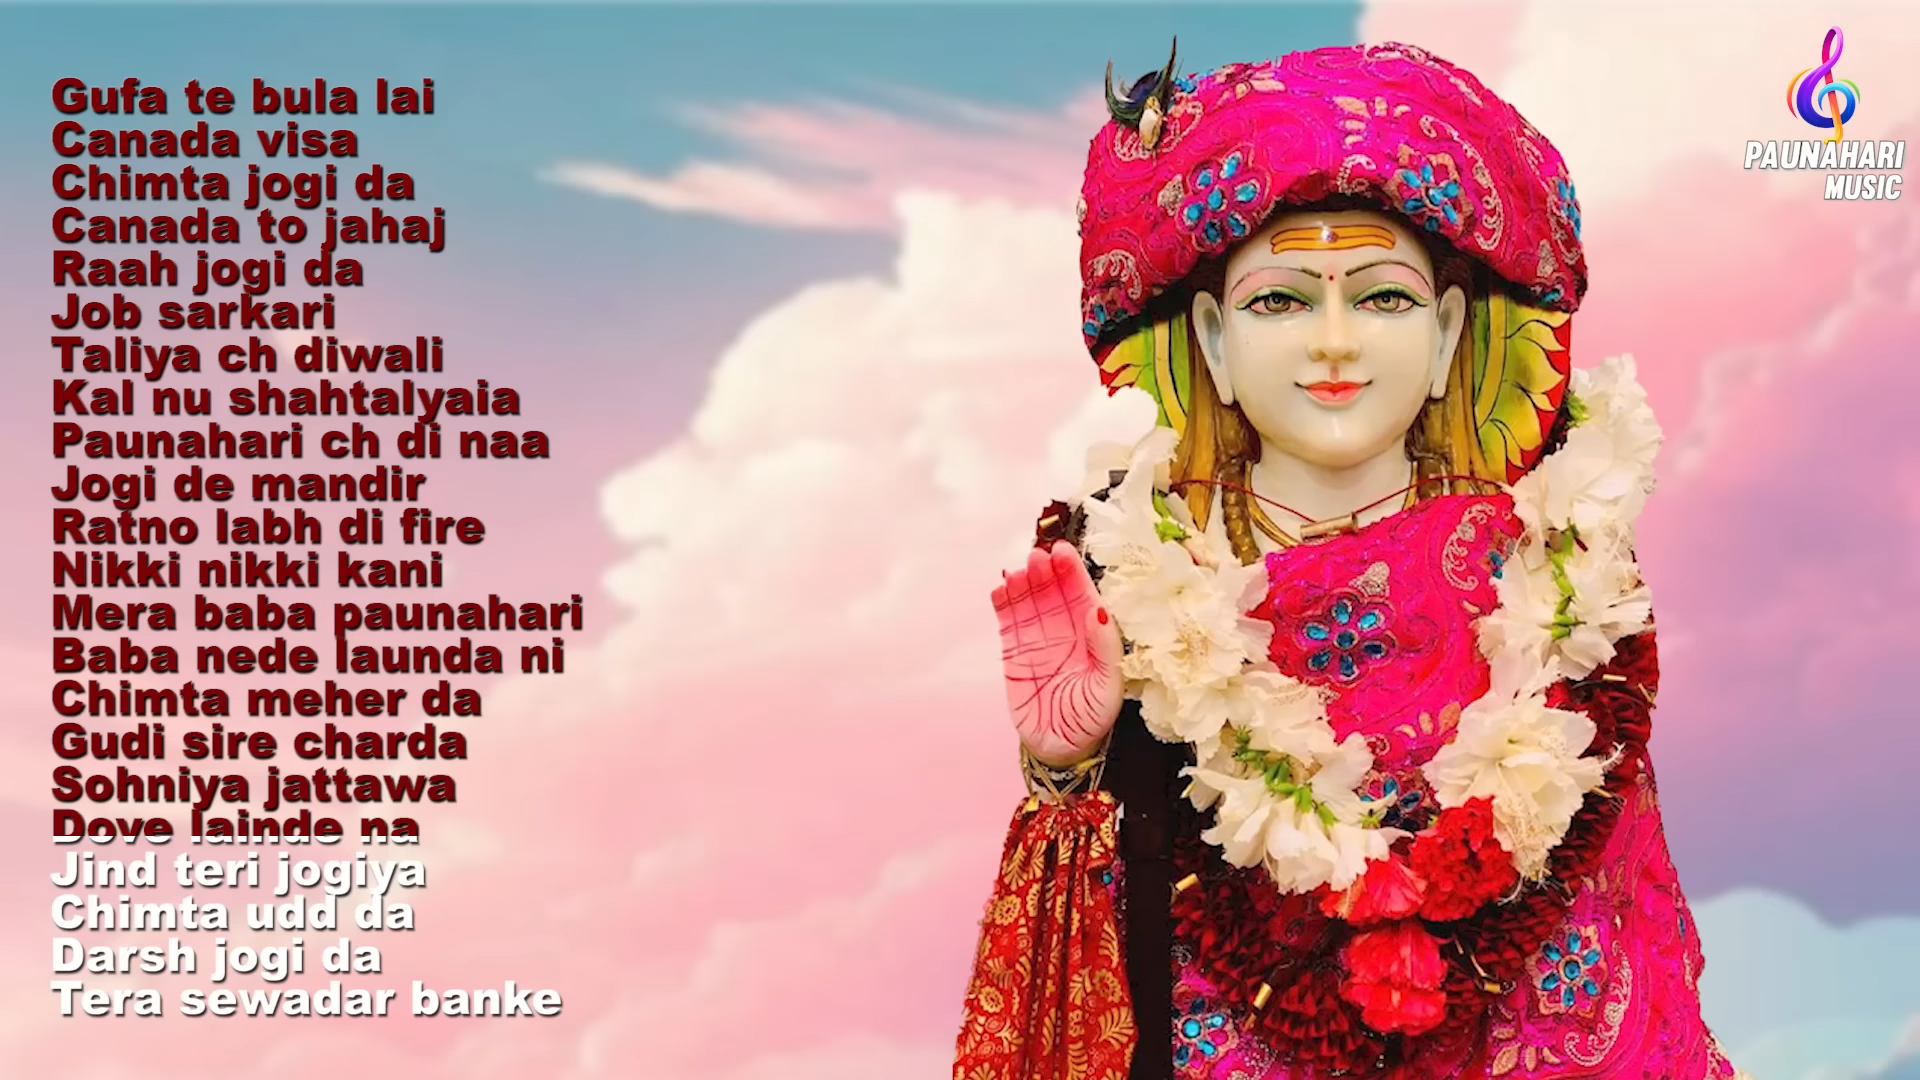 Gufa te bula lai
Canada visa
Chimta jogi da
Canada to jahaj
Raah jogi da
Job sarkari
Taliya ch diwali
Kal nu shahtalyaia
Paunahari ch di naa
Jogi de mandir
Ratno labh di fire
Nikki nikki kani
Mera baba paunahari
Baba nede launda ni
Chimta meher da
Gudi sire charda
Sohniya jattawa
Dove lainde na
Jind teri jogiya
Chimta udd da
Darsh jogi da
Tera sewadar banke
PAUNAHARI
MUSIC